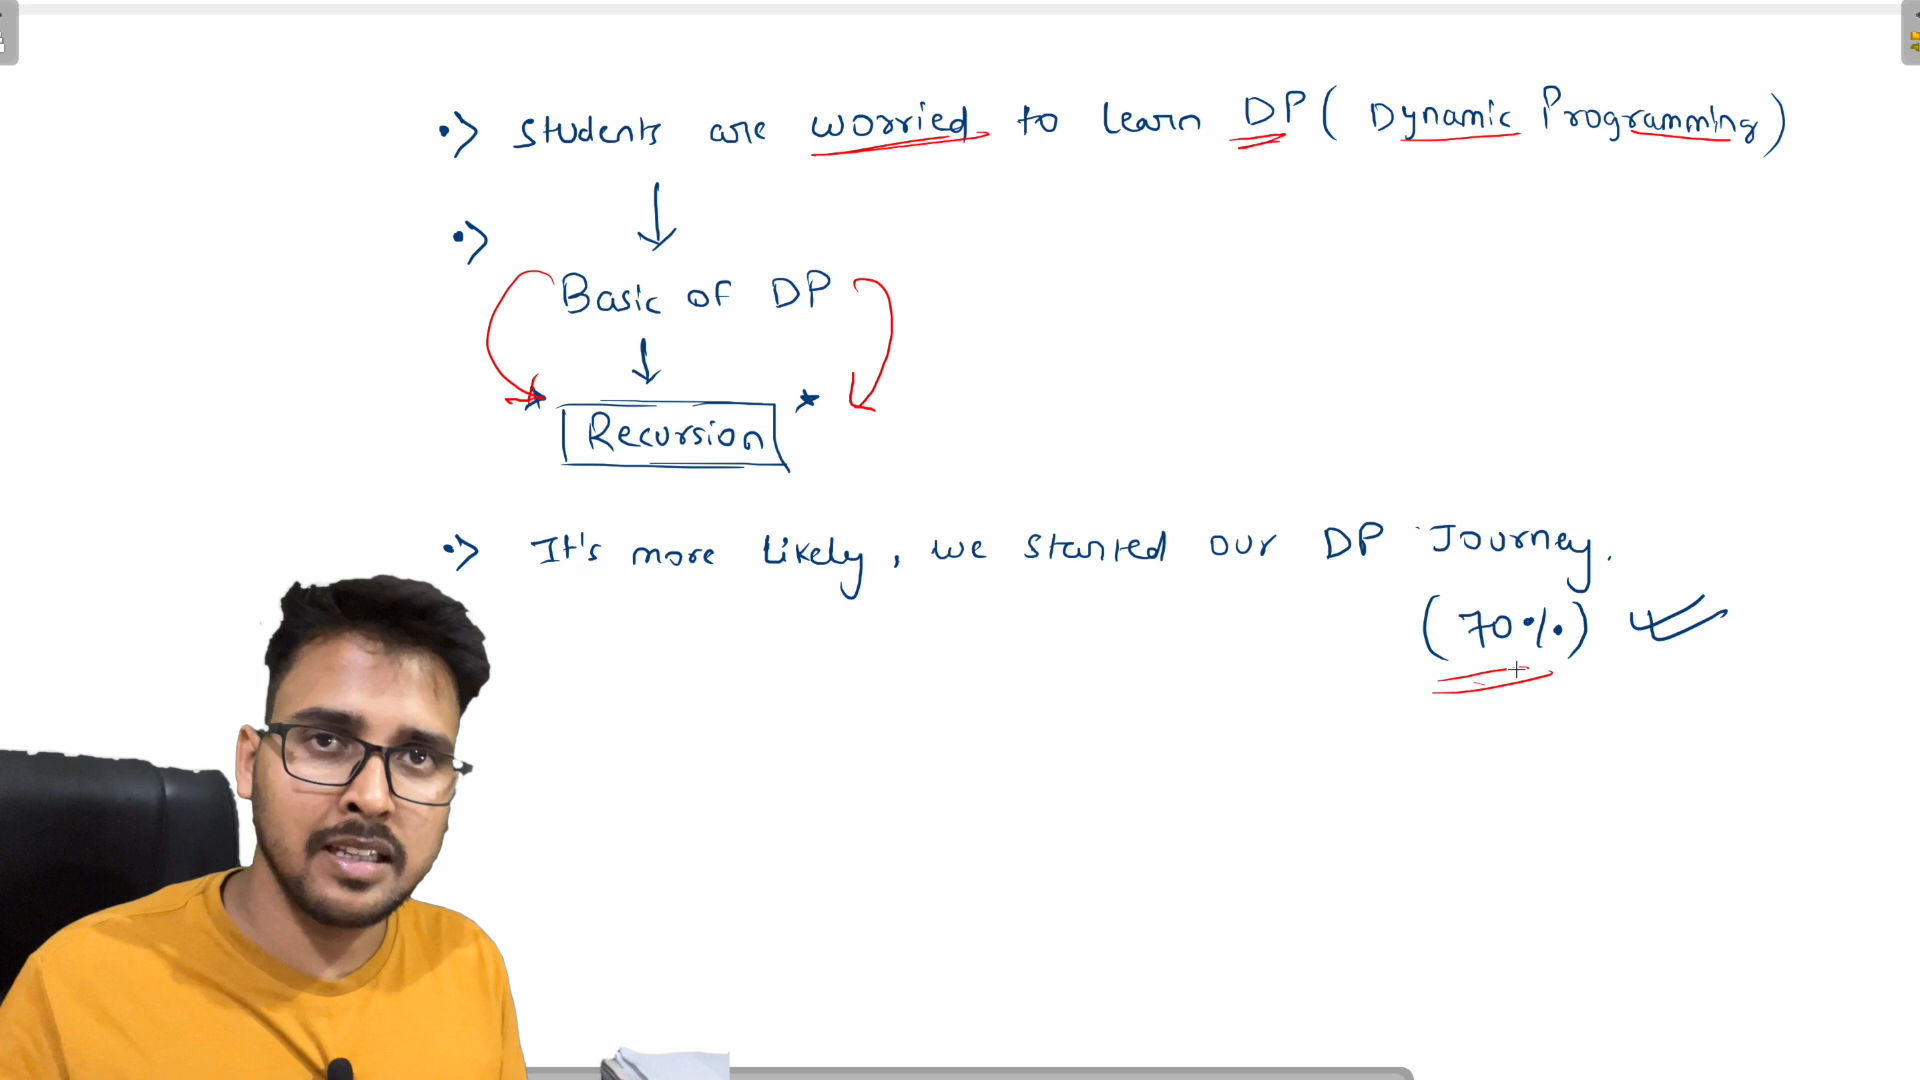 •> Students are worried to learn DP ( Dynamic Programming )
•>
Basic of DP
Recursion
•> It's more likely, we started our DP Journey.
(70%)